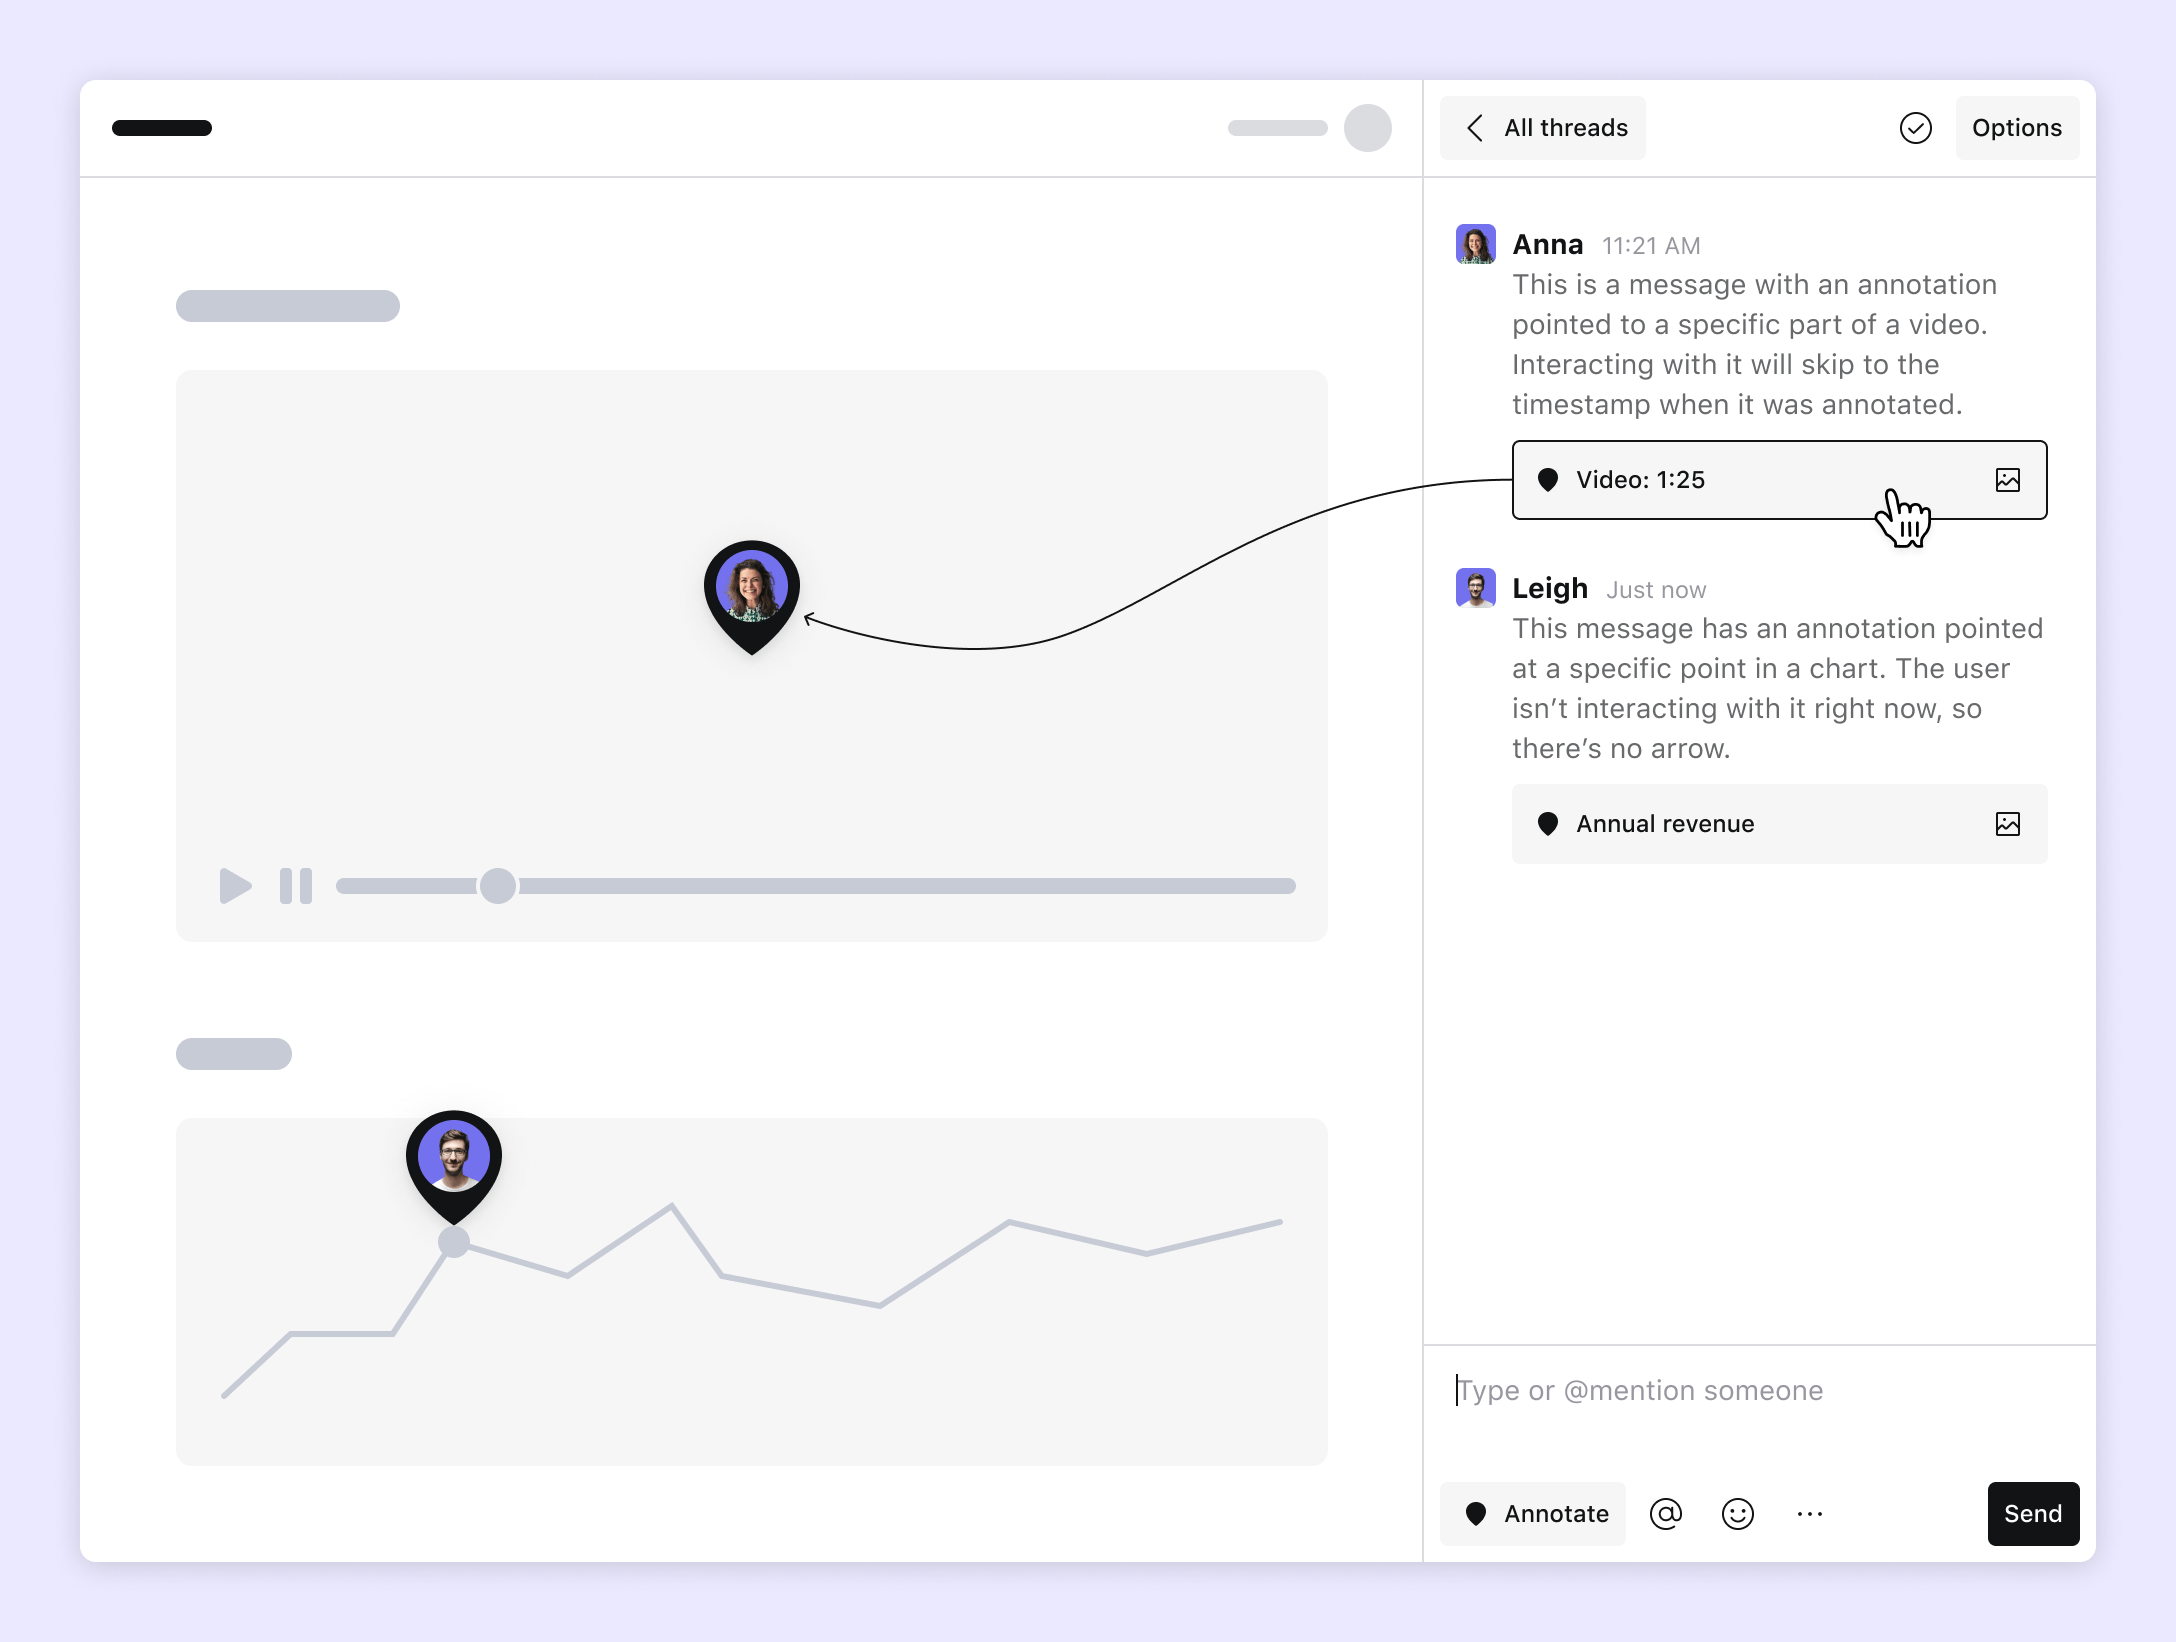 All threads
Options
Anna 11:21 AM
This is a message with an annotation
pointed to a specific part of a video.
Interacting with it will skip to the
timestamp when it was annotated.
Video: 1:25
Leigh Just now
This message has an annotation pointed
at a specific point in a chart. The user
isn’t interacting with it right now, so
there’s no arrow.
Annual revenue
Type or @mention someone
Annotate
Send